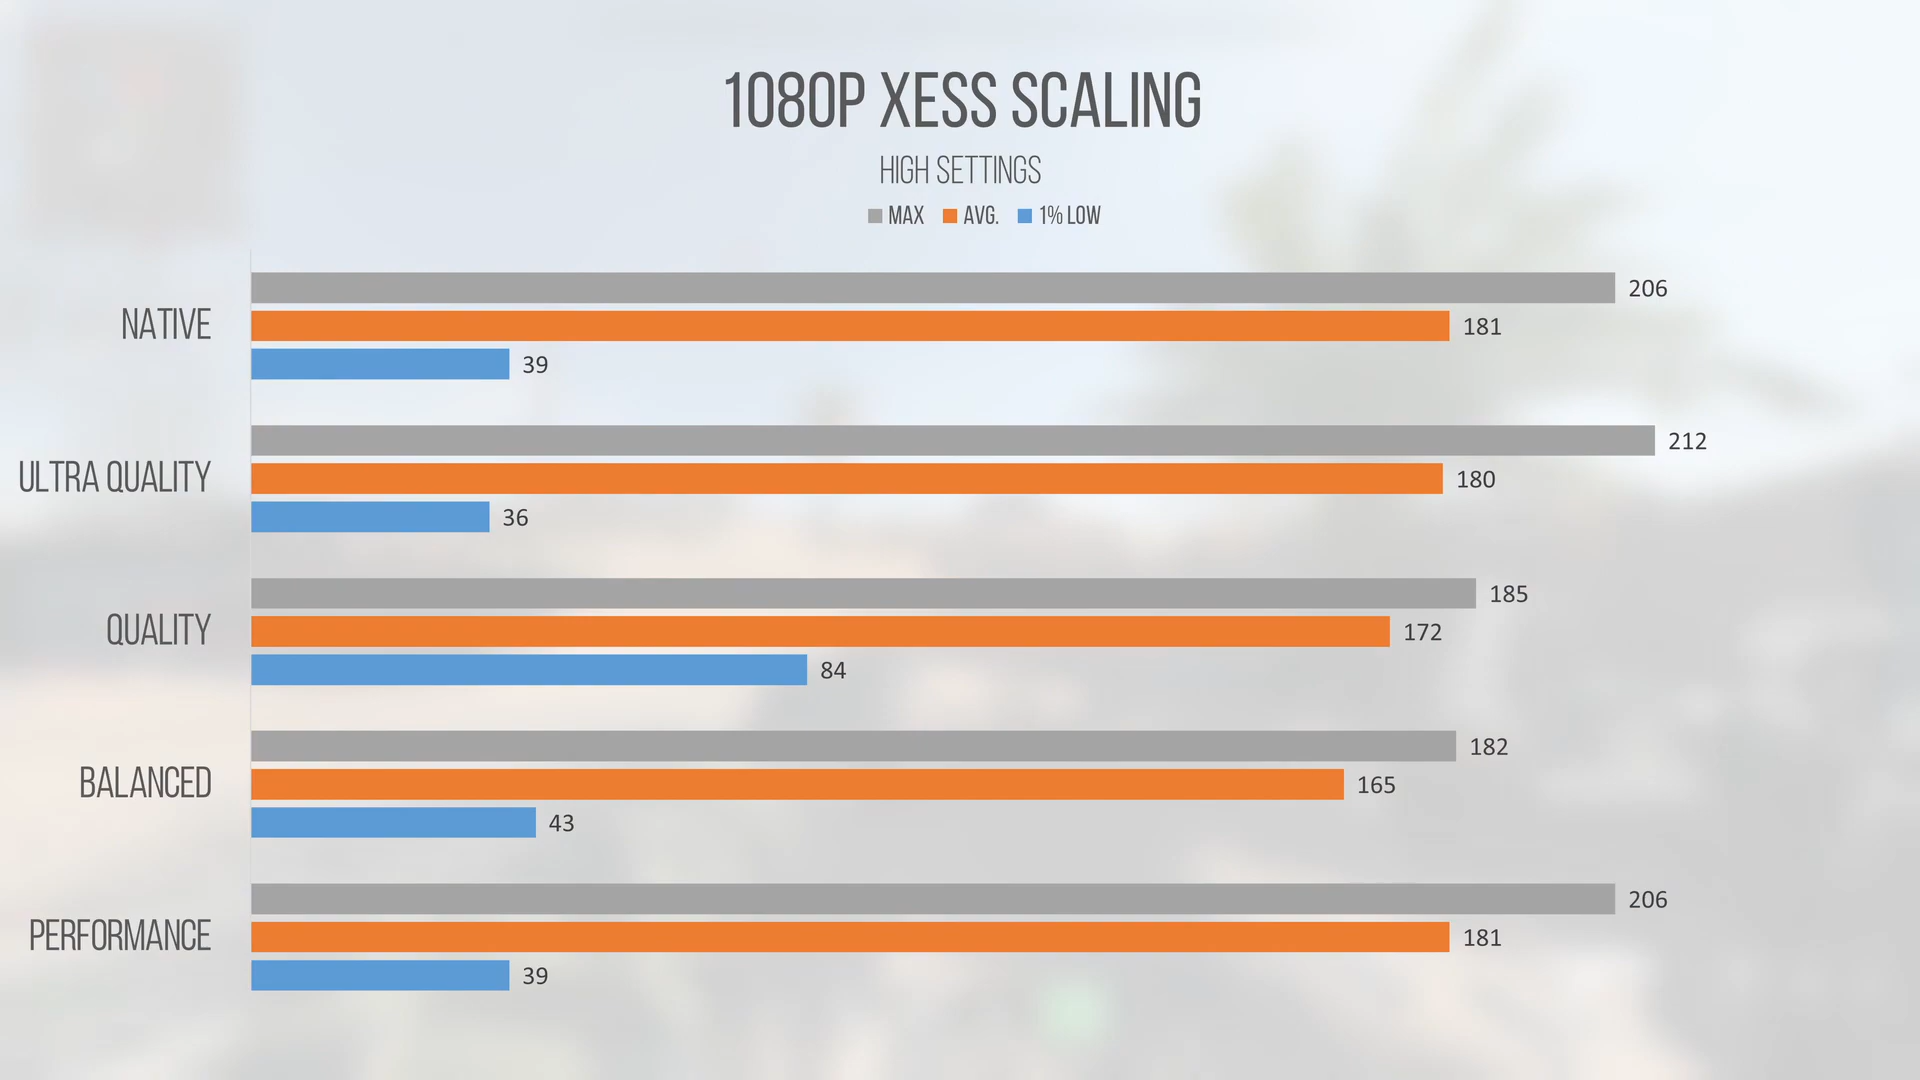 1080P XESS SCALING
HIGH SETTINGS
MAX AVG. 1% LOW
NATIVE
206
181
39
ULTRA QUALITY
212
180
36
QUALITY
185
172
84
BALANCED
182
165
43
PERFORMANCE
206
181
39